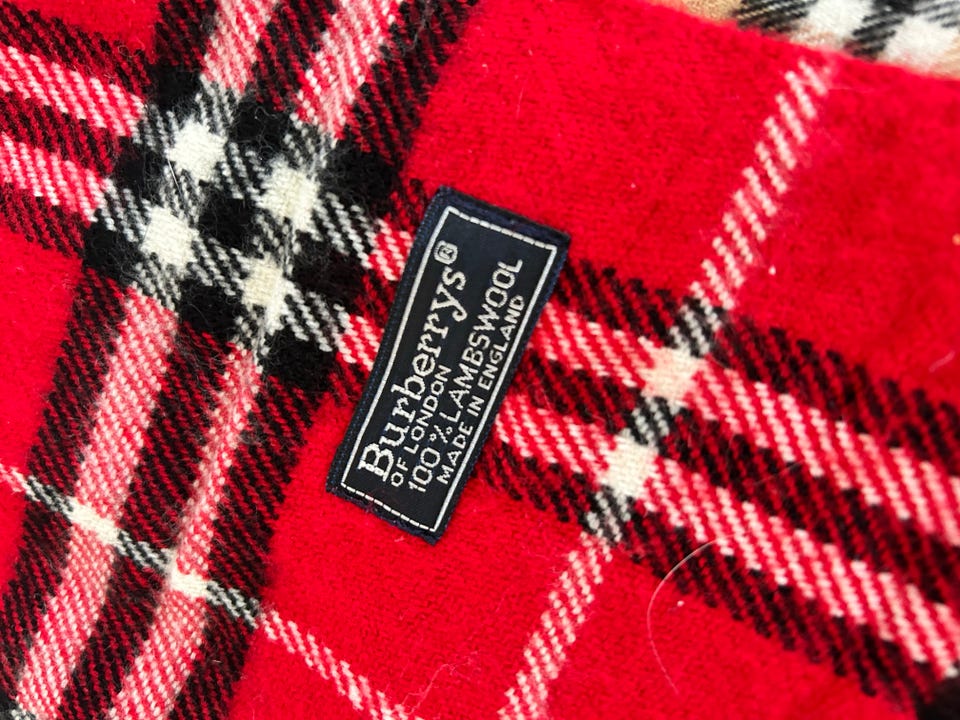 Burberrys®
OF LONDON
100% LAMBSWOOL
MADE IN ENGLAND